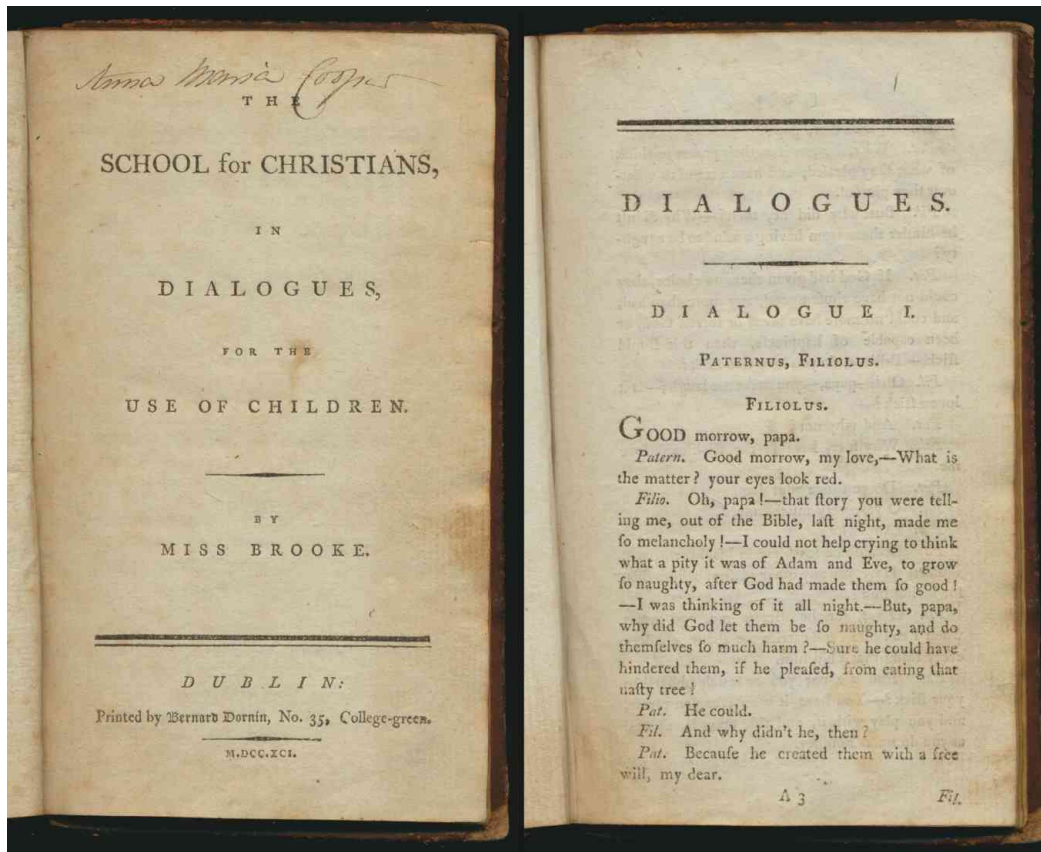 Anna Maria Cooper
THE
SCHOOL for CHRISTIANS,
IN
DIALOGUES,
FOR THE
USE OF CHILDREN.
BY
MISS BROOKE.
DUBLIN:
Printed by Bernard Dornin, No. 35, College-green.
M.DCC.XCI.
1
DIALOGUES.
DIALOGUE I.
PATERNUS, FILIOLUS.
FILIOLUS.
GOOD morrow, papa.
Patern. Good morrow, my love,—What is
the matter? your eyes look red.
Filio. Oh, papa!—that ſtory you were tell-
ing me, out of the Bible, laſt night, made me
ſo melancholy!—I could not help crying to think
what a pity it was of Adam and Eve, to grow
ſo naughty, after God had made them ſo good!
—I was thinking of it all night.—But, papa,
why did God let them be ſo naughty, and do
themſelves ſo much harm?—Sure he could have
hindered them, if he pleaſed, from eating that
naſty tree!
Pat. He could.
Fil. And why didn't he, then?
Pat. Becauſe he created them with a free
will, my dear.
A 3
Fil.